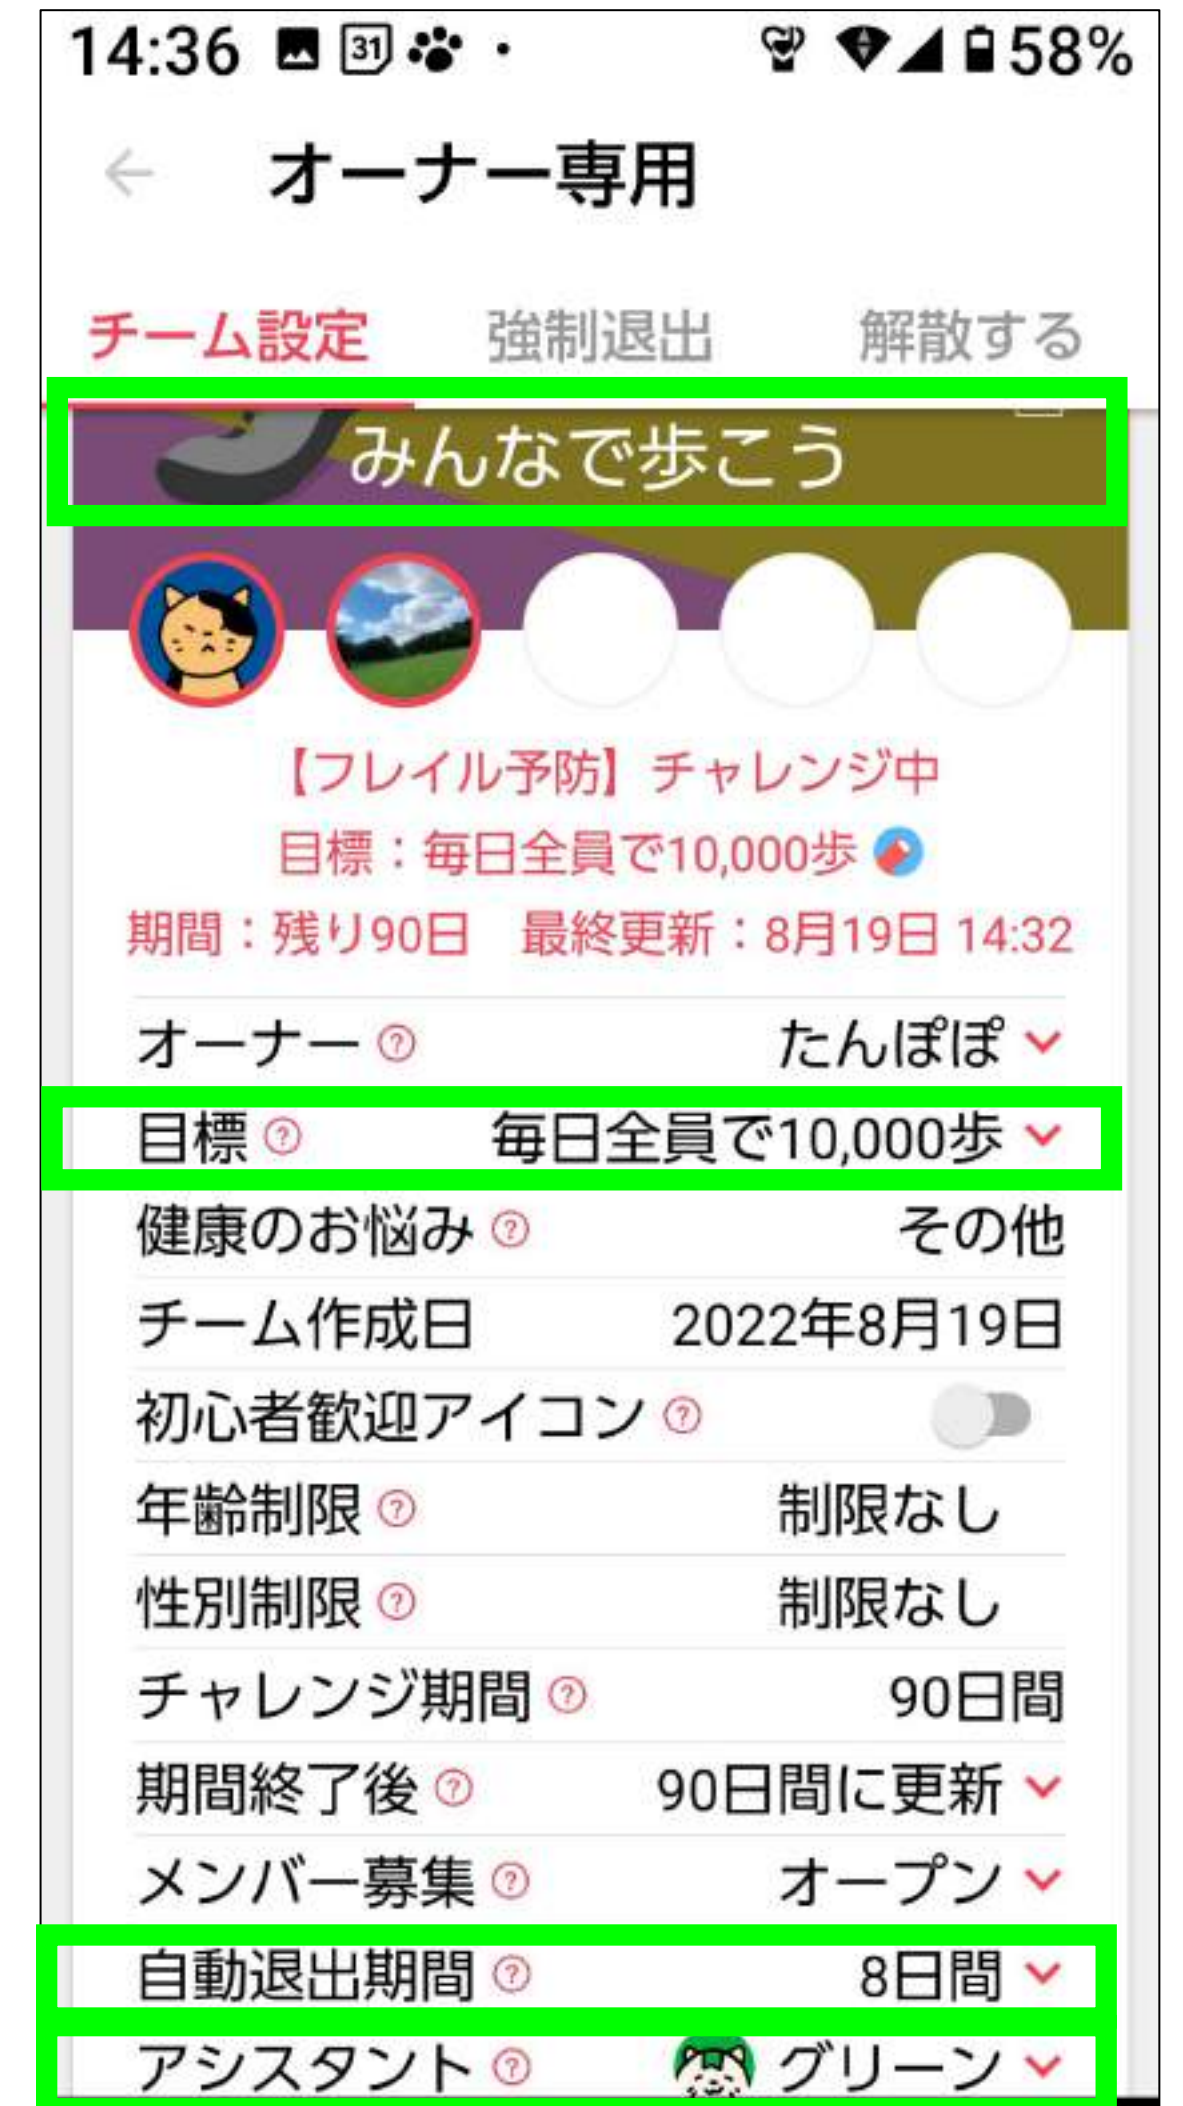 14:36 31 58%
オーナー専用
チーム設定 強制退出 解散する
みんなで歩こう
【フレイル予防】チャレンジ中
目標：毎日全員で10,000歩
期間：残り90日 最終更新：8月19日 14:32
オーナー ? たんぽぽ
目標 ? 毎日全員で10,000歩
健康のお悩み ? その他
チーム作成日 2022年8月19日
初心者歓迎アイコン ?
年齢制限 ? 制限なし
性別制限 ? 制限なし
チャレンジ期間 ? 90日間
期間終了後 ? 90日間に更新
メンバー募集 ? オープン
自動退出期間 ? 8日間
アシスタント ? グリーン